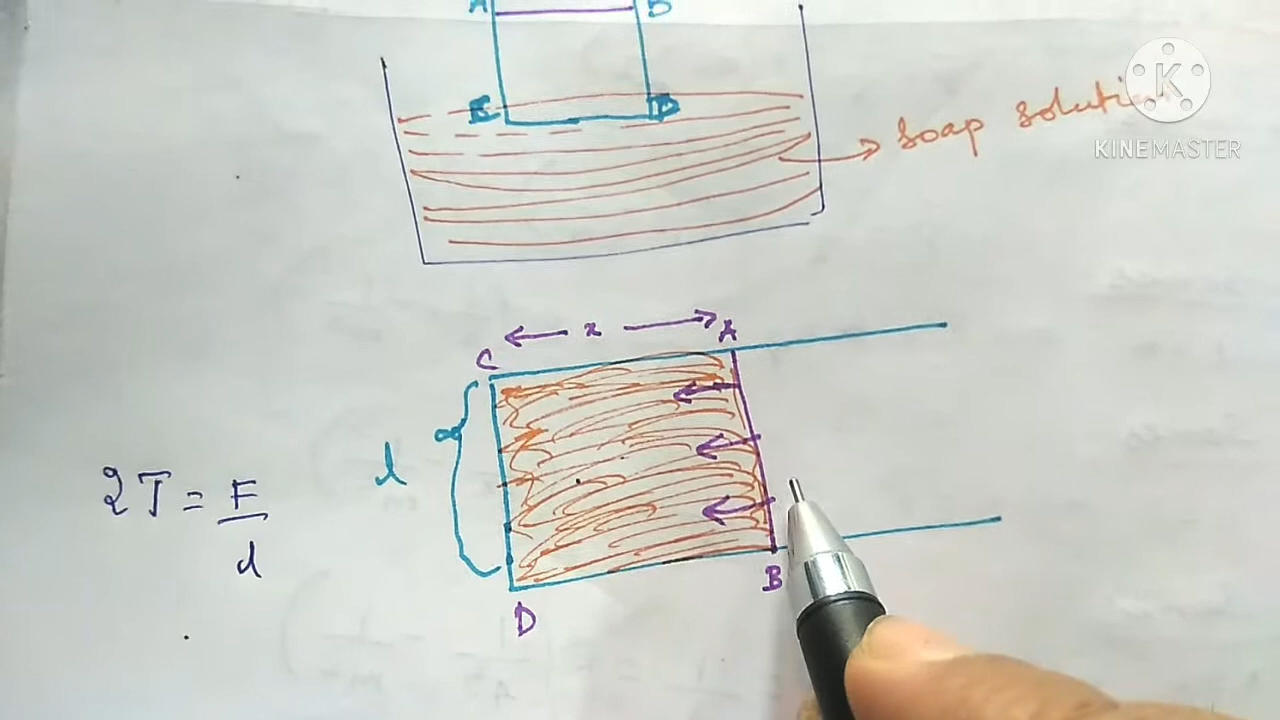 A B
soap solution
K
KINEMASTER
x
C A
l
2T = F/l
D B